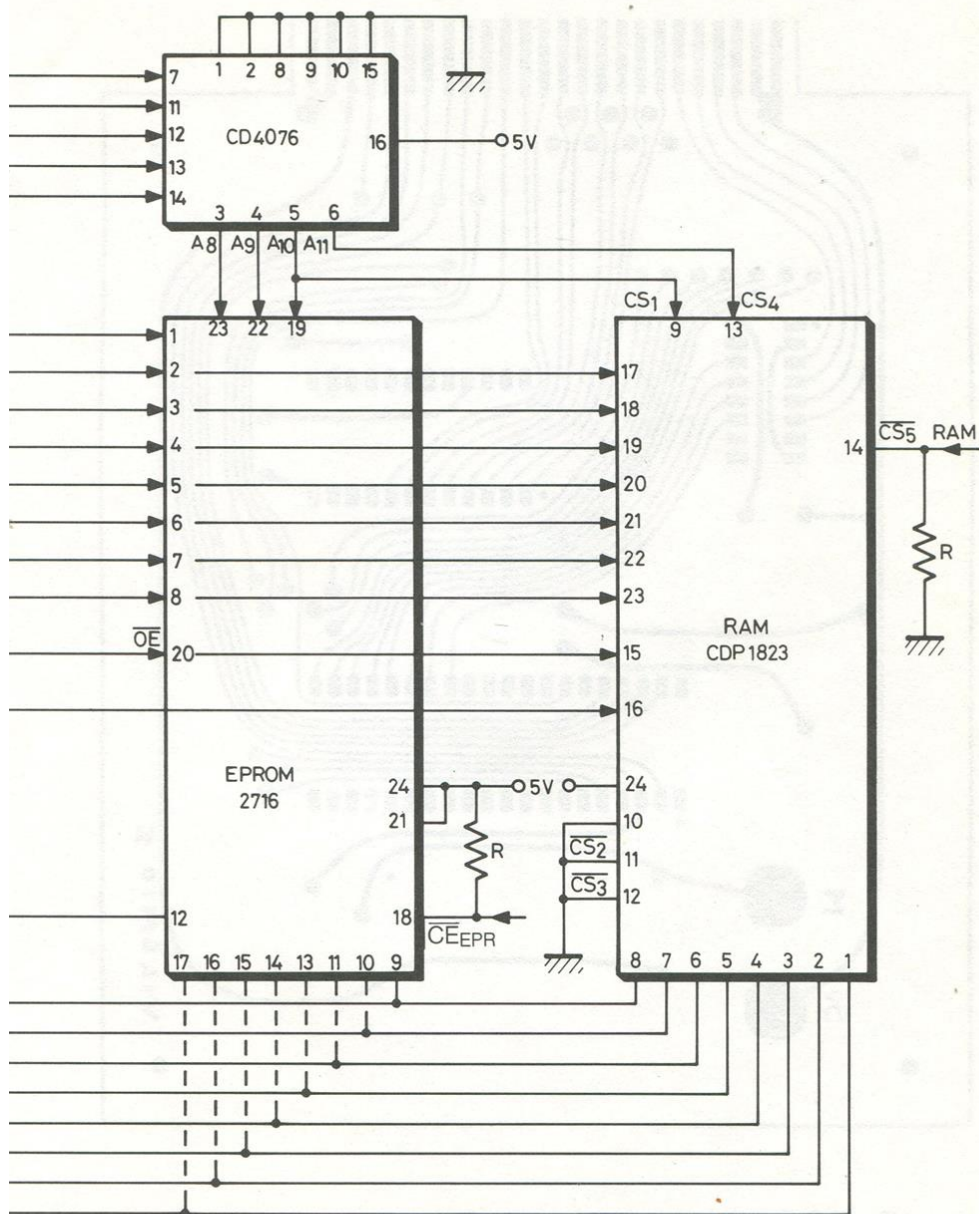 1 2 8 9 10 15
7
11
12 CD4076 16 5V
13
14
3 4 5 6
A8 A9 A10 A11
CS1 CS4
23 22 19 9 13
1
2 17
3 18
4 19 14 CS5 RAM
5 20
6 21
7 22 R
8 23
OE RAM
20 15 CDP1823
16
EPROM
2716
24 5V 24
21 10
R CS2 11
CS3 12
12 18
CE EPR
17 16 15 14 13 11 10 9 8 7 6 5 4 3 2 1